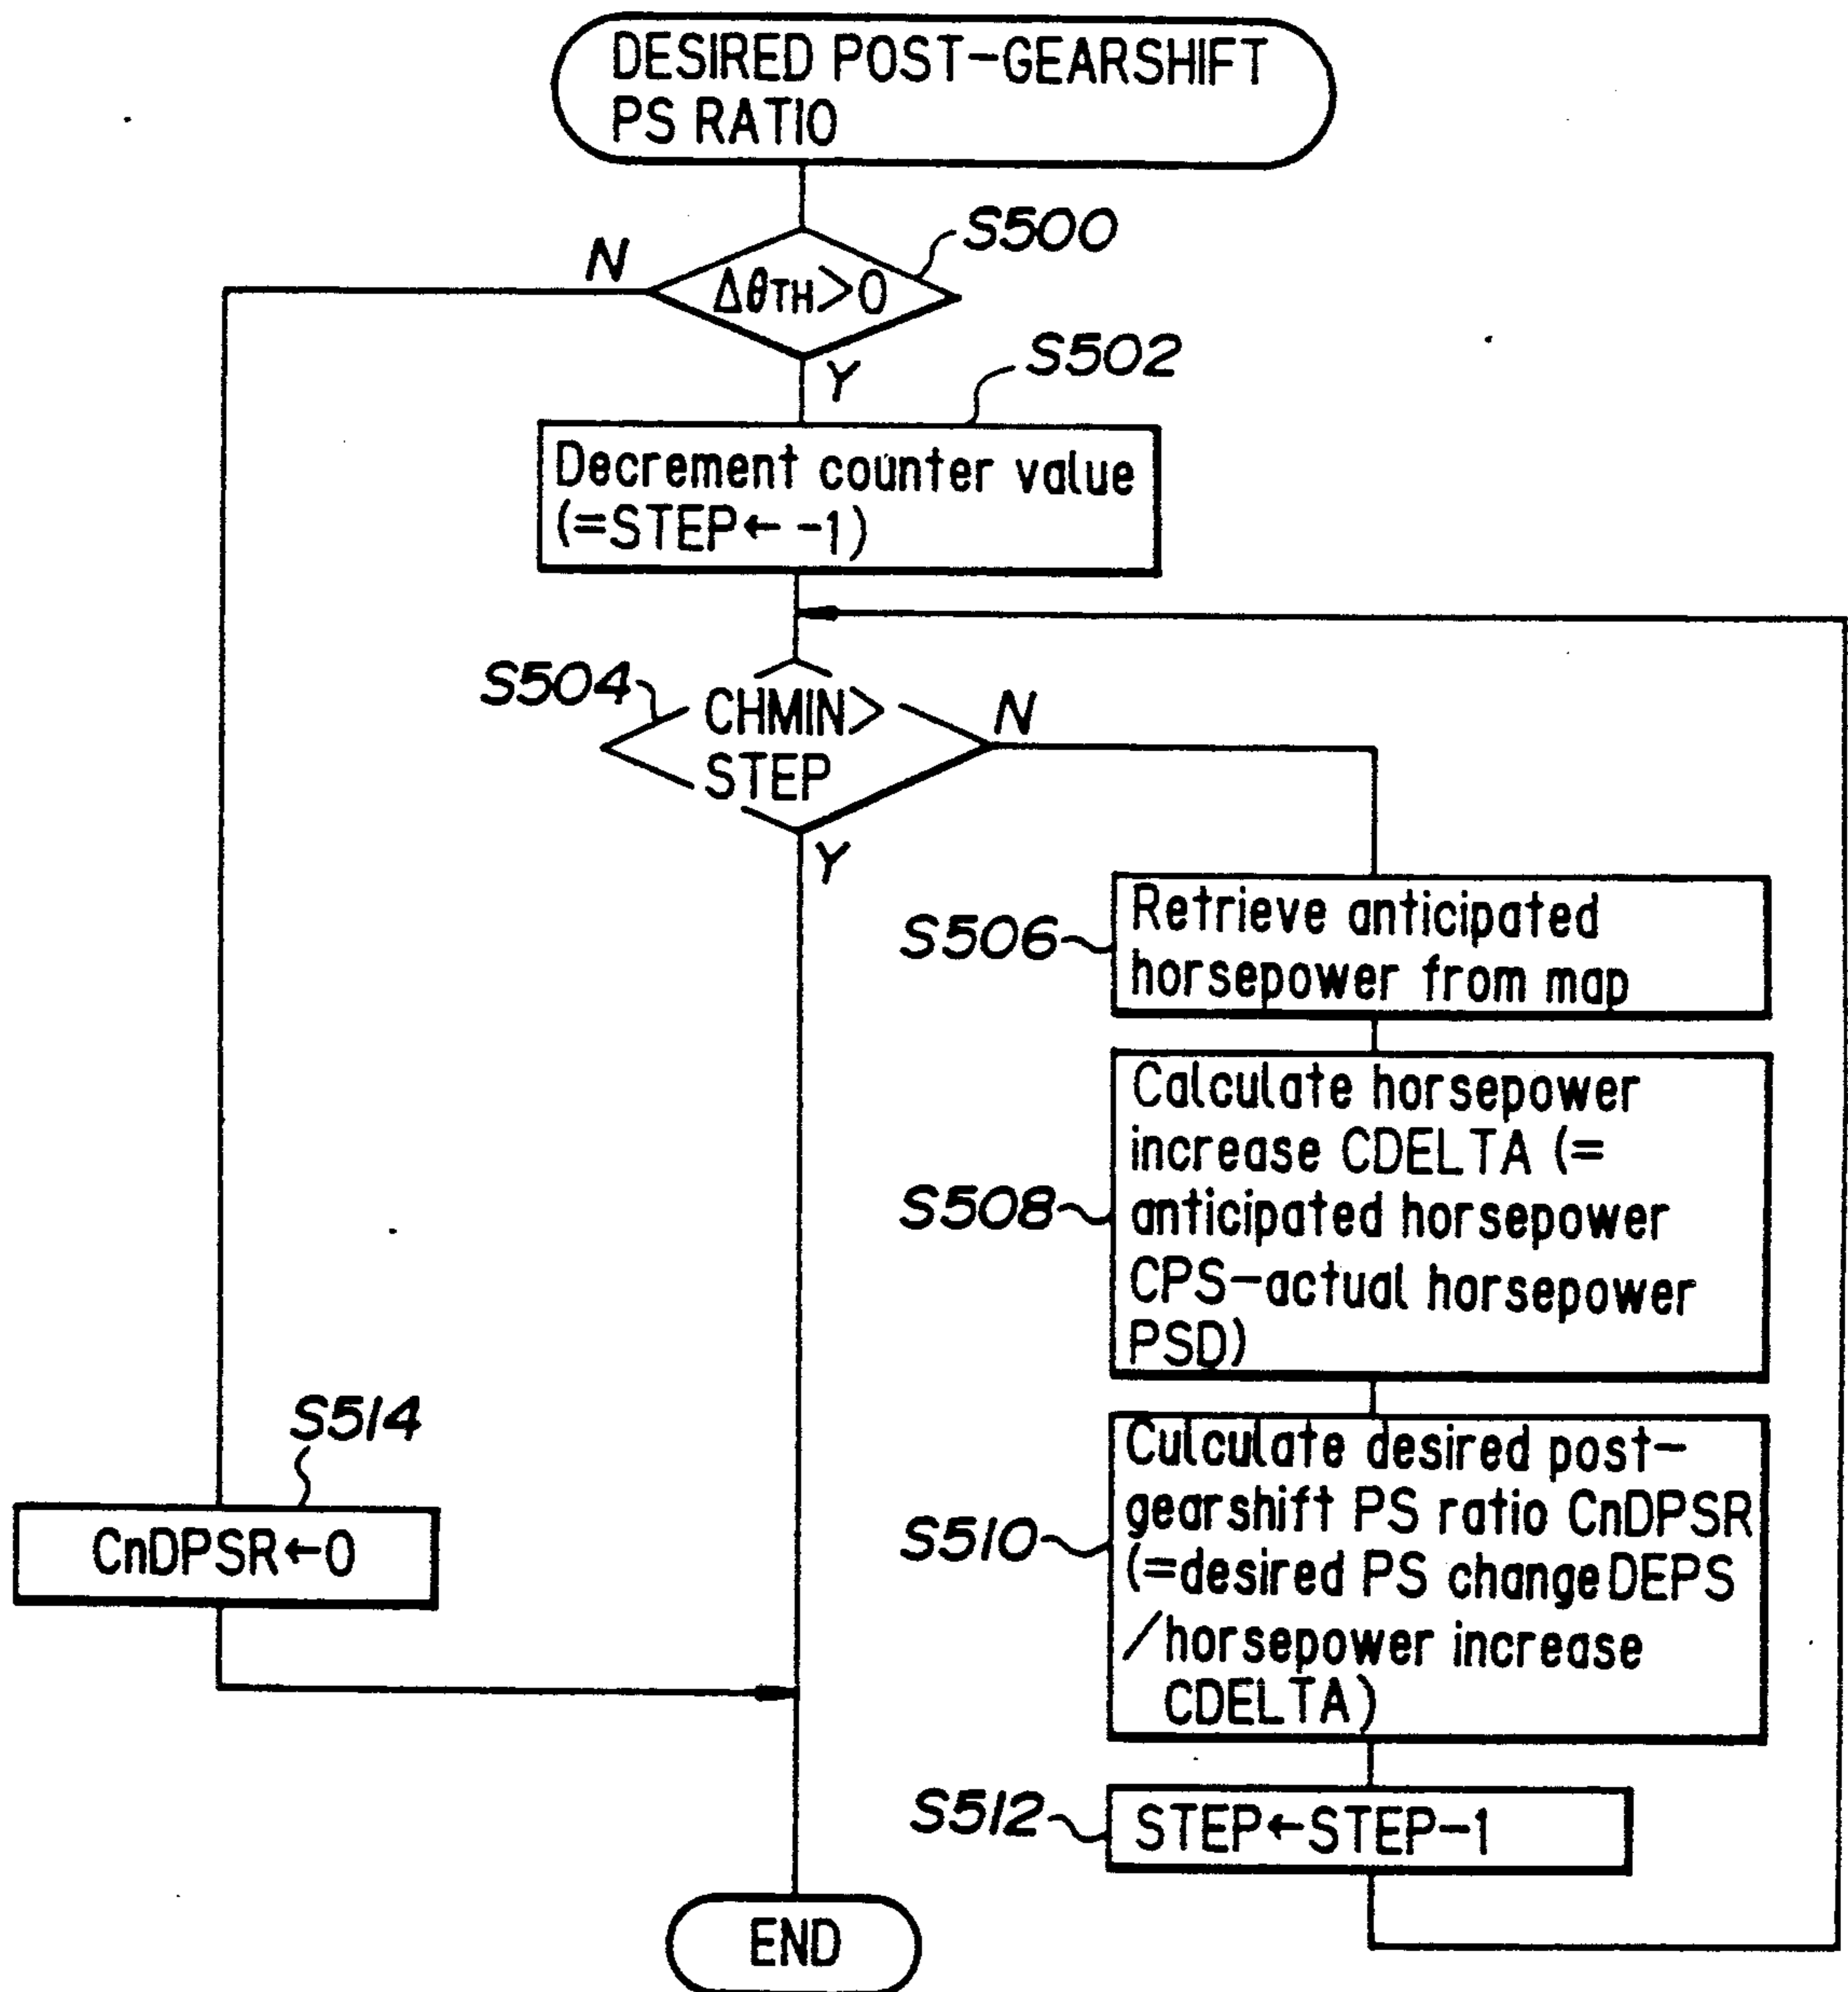 DESIRED POST-GEARSHIFT
PS RATIO
S500
N
ΔθTH>0
Y
S502
Decrement counter value
(=STEP← -1)
S504
CHMIN>
STEP
N
Y
S506
Retrieve anticipated
horsepower from map
S508
Calculate horsepower
increase CDELTA (=
anticipated horsepower
CPS-actual horsepower
PSD)
S510
Culculate desired post-
gearshift PS ratio CnDPSR
(=desired PS change DEPS
/horsepower increase
CDELTA)
S514
CnDPSR←0
S512
STEP←STEP-1
END